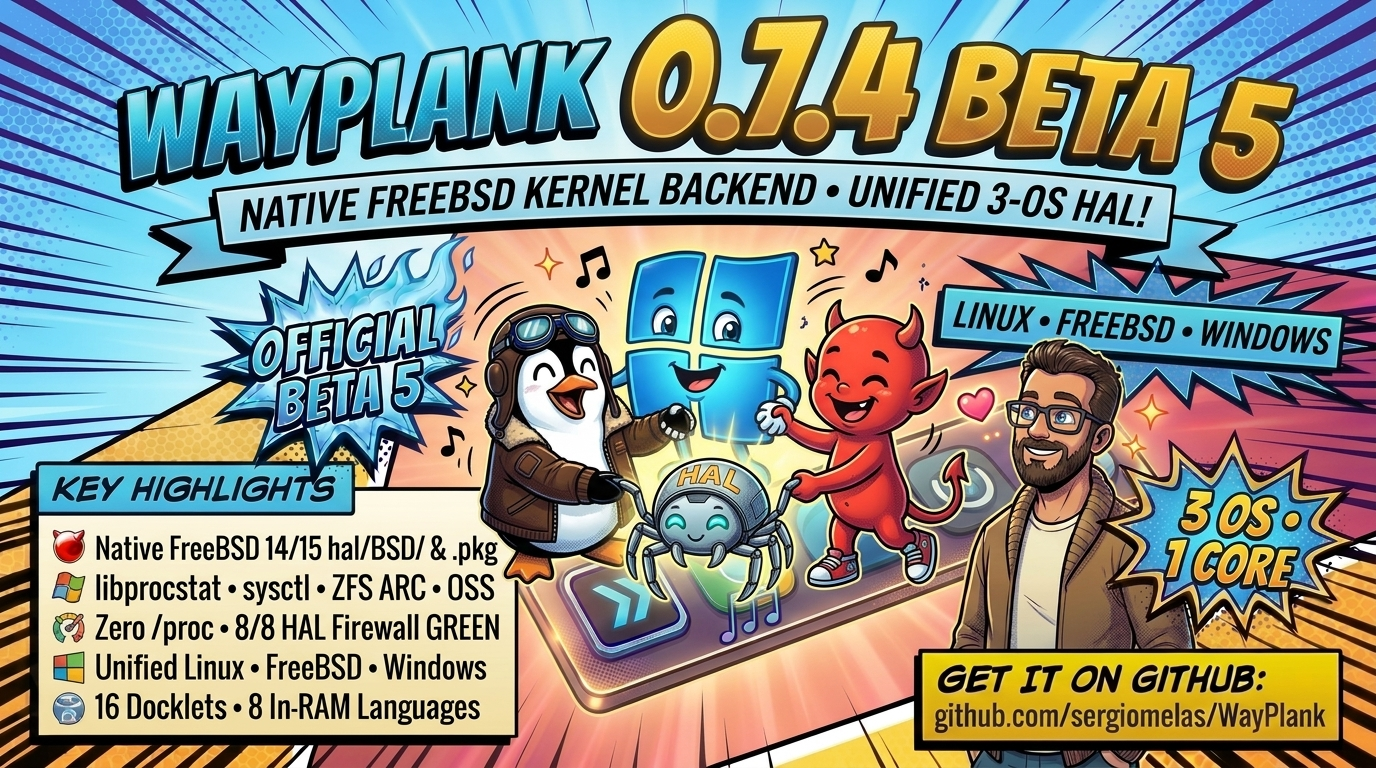 WAYPLANK 0.7.4 BETA 5
NATIVE FREEBSD KERNEL BACKEND • UNIFIED 3-OS HAL!
OFFICIAL
BETA 5
LINUX • FREEBSD • WINDOWS
HAL
3 OS •
1 CORE
KEY HIGHLIGHTS
Native FreeBSD 14/15 hal/BSD/ & .pkg
libprocstat • sysctl • ZFS ARC • OSS
Zero /proc • 8/8 HAL Firewall GREEN
Unified Linux • FreeBSD • Windows
16 Docklets • 8 In-RAM Languages
GET IT ON GITHUB:
github.com/sergiomelas/WayPlank